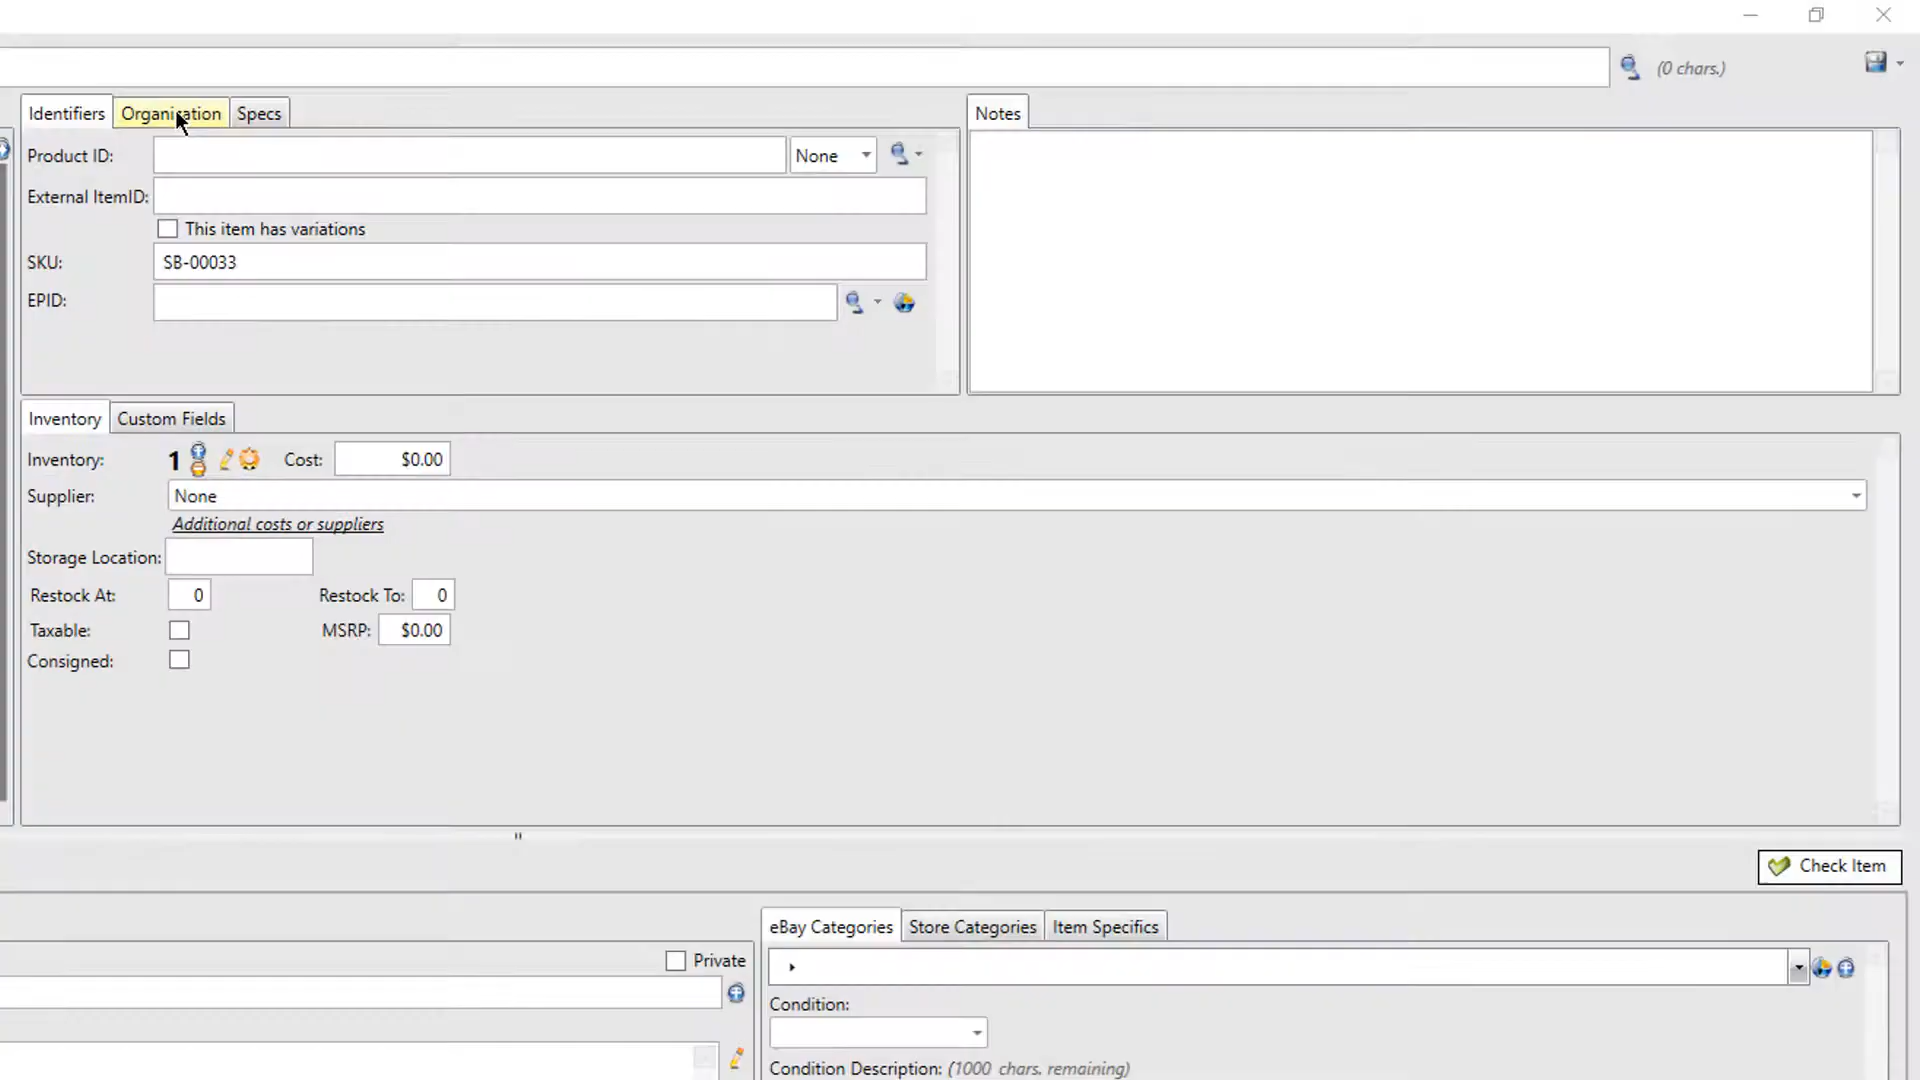 (0 chars.)
Identifiers Organisation Specs
Notes
Product ID: None
External ItemID:
This item has variations
SKU: SB-00033
EPID:
Inventory Custom Fields
Inventory: 1 Cost: $0.00
Supplier: None
Additional costs or suppliers
Storage Location:
Restock At: 0 Restock To: 0
Taxable: MSRP: $0.00
Consigned:
Check Item
eBay Categories Store Categories Item Specifics
Private
Condition:
Condition Description: (1000 chars. remaining)